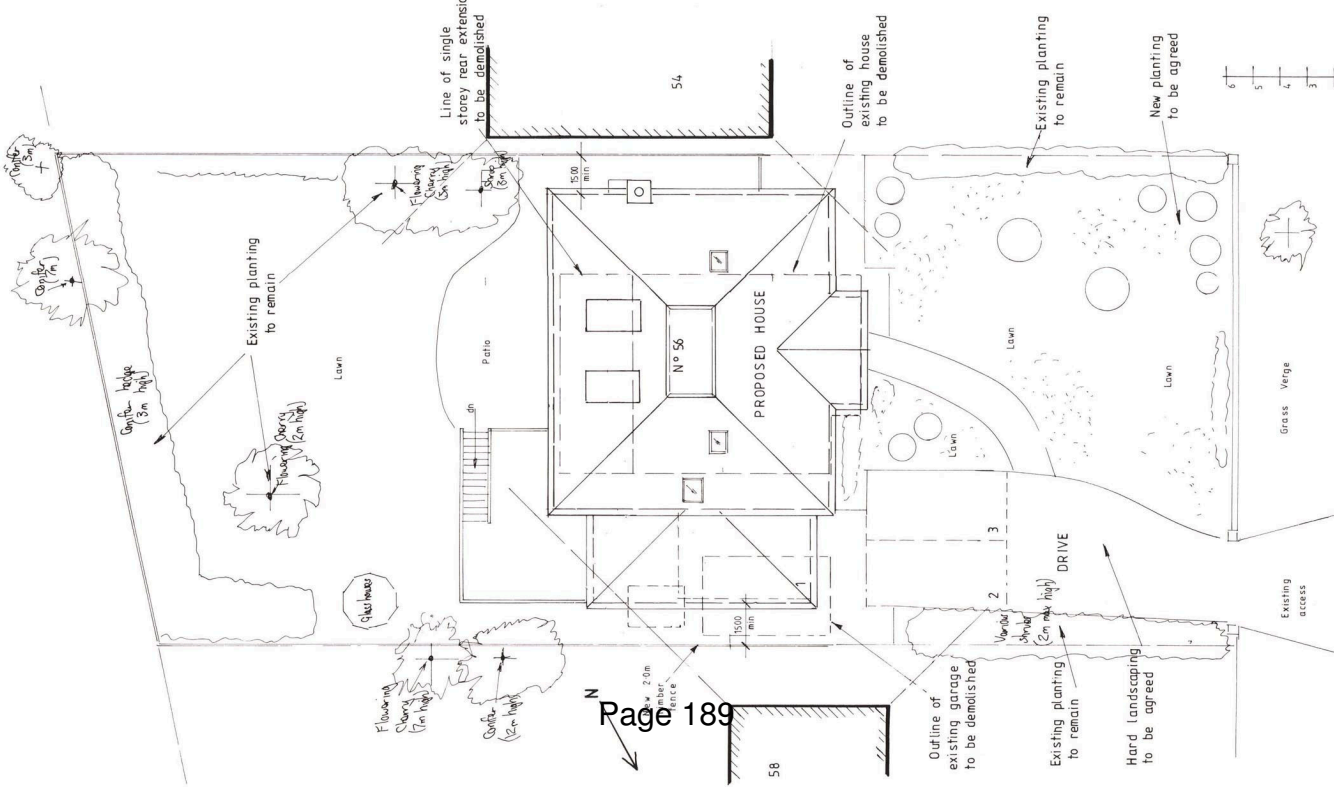 Line of single
storey rear extensio
to be demolished
54
Outline of
existing house
to be demolished
Existing planting
to remain
New planting
to be agreed
6
5
4
3
Conifer
(3m)
Conifer
(7m)
Existing planting
to remain
Conifer hedge
(3m high)
Flowering
Cherry
(5m high)
Shrub
(3m high)
1500
min
Lawn
Patio
Flowering Cherry
(2m high)
dn
Nº 56
PROPOSED HOUSE
Glasshouse
Flowering
Cherry
(7m high)
Conifer
(12m high)
N
New 2·0m
timber
fence
Page 189
1500
min
1
2
3
DRIVE
Lawn
Lawn
Lawn
Grass Verge
Existing
access
58
Outline of
existing garage
to be demolished
Various
Shrubs
(2m max high)
Existing planting
to remain
Hard landscaping
to be agreed